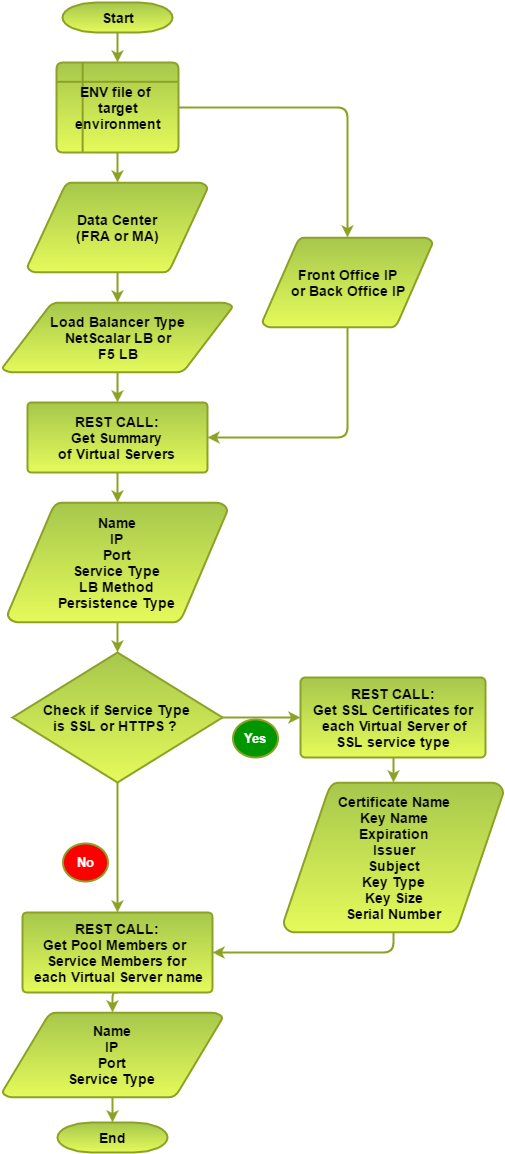 Start
ENV file of
target
environment
Data Center
(FRA or MA)
Front Office IP
or Back Office IP
Load Balancer Type
NetScalar LB or
F5 LB
REST CALL:
Get Summary
of Virtual Servers
Name
IP
Port
Service Type
LB Method
Persistence Type
Check if Service Type
is SSL or HTTPS ?
Yes
REST CALL:
Get SSL Certificates for
each Virtual Server of
SSL service type
Certificate Name
Key Name
Expiration
Issuer
Subject
Key Type
Key Size
Serial Number
No
REST CALL:
Get Pool Members or
Service Members for
each Virtual Server name
Name
IP
Port
Service Type
End